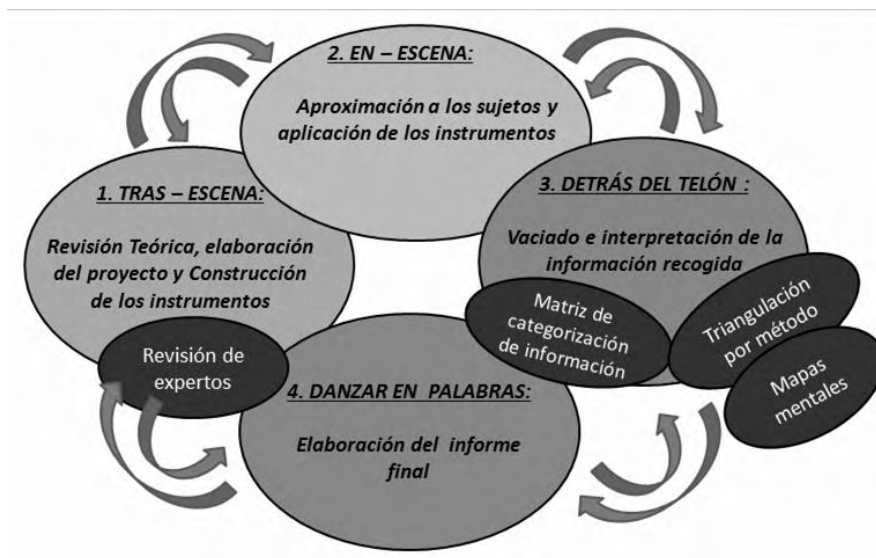 2. EN – ESCENA:
Aproximación a los sujetos y
aplicación de los instrumentos
1. TRAS – ESCENA:
Revisión Teórica, elaboración
del proyecto y Construcción
de los instrumentos
Revisión de
expertos
3. DETRÁS DEL TELÓN :
Vaciado e interpretación de la
información recogida
Matriz de
categorización
de información
Triangulación
por método
Mapas
mentales
4. DANZAR EN PALABRAS:
Elaboración del informe
final